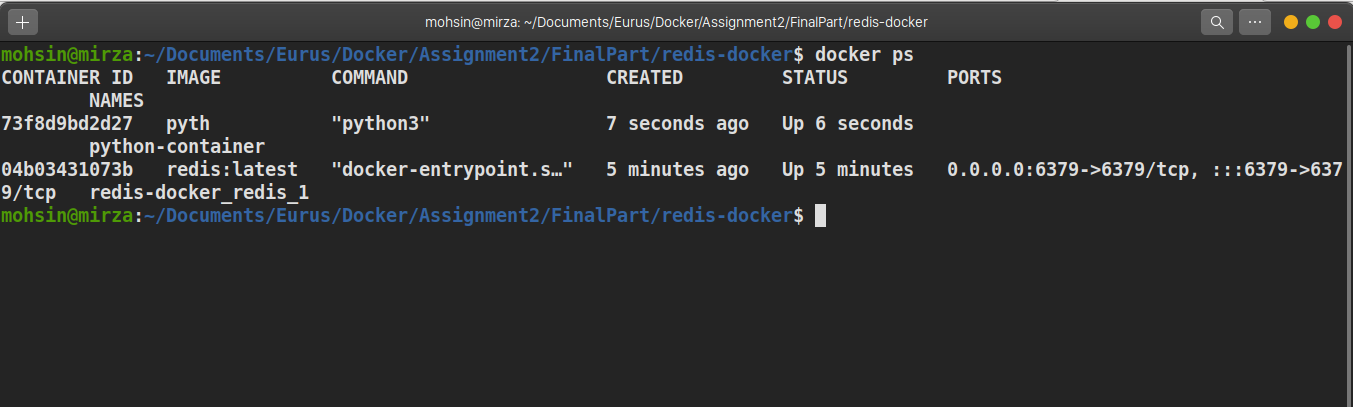 mohsin@mirza: ~/Documents/Eurus/Docker/Assignment2/FinalPart/redis-docker
mohsin@mirza:~/Documents/Eurus/Docker/Assignment2/FinalPart/redis-docker$ docker ps
CONTAINER ID   IMAGE          COMMAND                  CREATED         STATUS         PORTS
        NAMES
73f8d9bd2d27   pyth           "python3"                7 seconds ago   Up 6 seconds
        python-container
04b03431073b   redis:latest   "docker-entrypoint.s…"   5 minutes ago   Up 5 minutes   0.0.0.0:6379->6379/tcp, :::6379->637
9/tcp   redis-docker_redis_1
mohsin@mirza:~/Documents/Eurus/Docker/Assignment2/FinalPart/redis-docker$